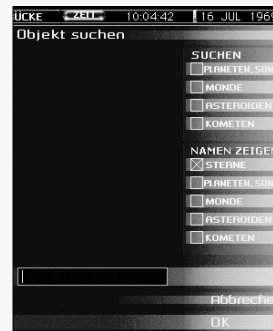 ÜCKE ZEIT 10:04:42 16 JUL 196
Objekt suchen
SUCHEN
PLANETEN, SON
MONDE
ASTEROIDEN
KOMETEN
NAMEN ZEIGEN
STERNE
PLANETEN, SON
MONDE
ASTEROIDEN
KOMETEN
Abbreche
OK